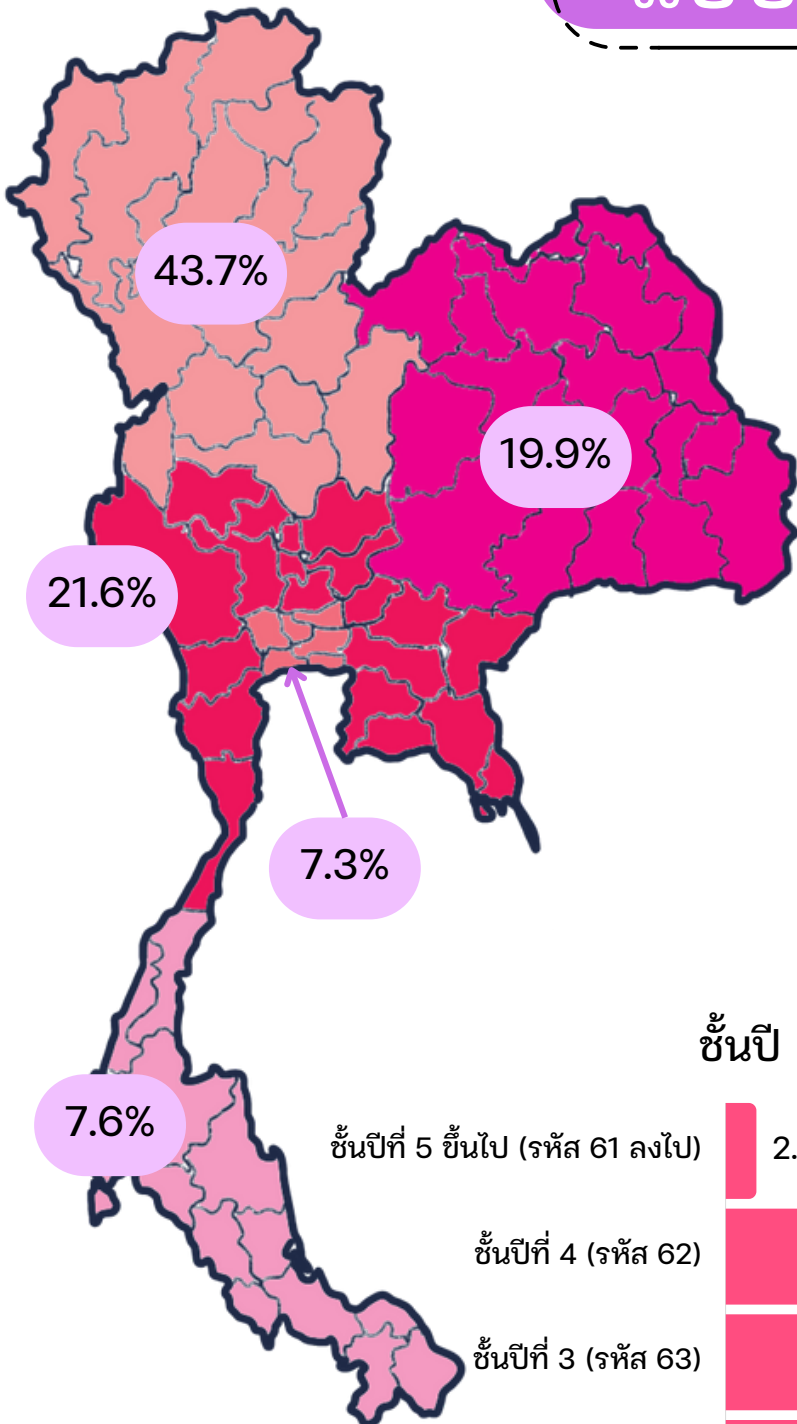 43.7%
19.9%
21.6%
7.3%
7.6%
ชั้นปี
ชั้นปีที่ 5 ขึ้นไป (รหัส 61 ลงไป)
2.
ชั้นปีที่ 4 (รหัส 62)
ชั้นปีที่ 3 (รหัส 63)